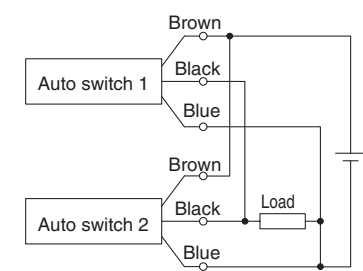 Brown
Auto switch 1
Black
Blue
Brown
Auto switch 2
Black
Load
Blue